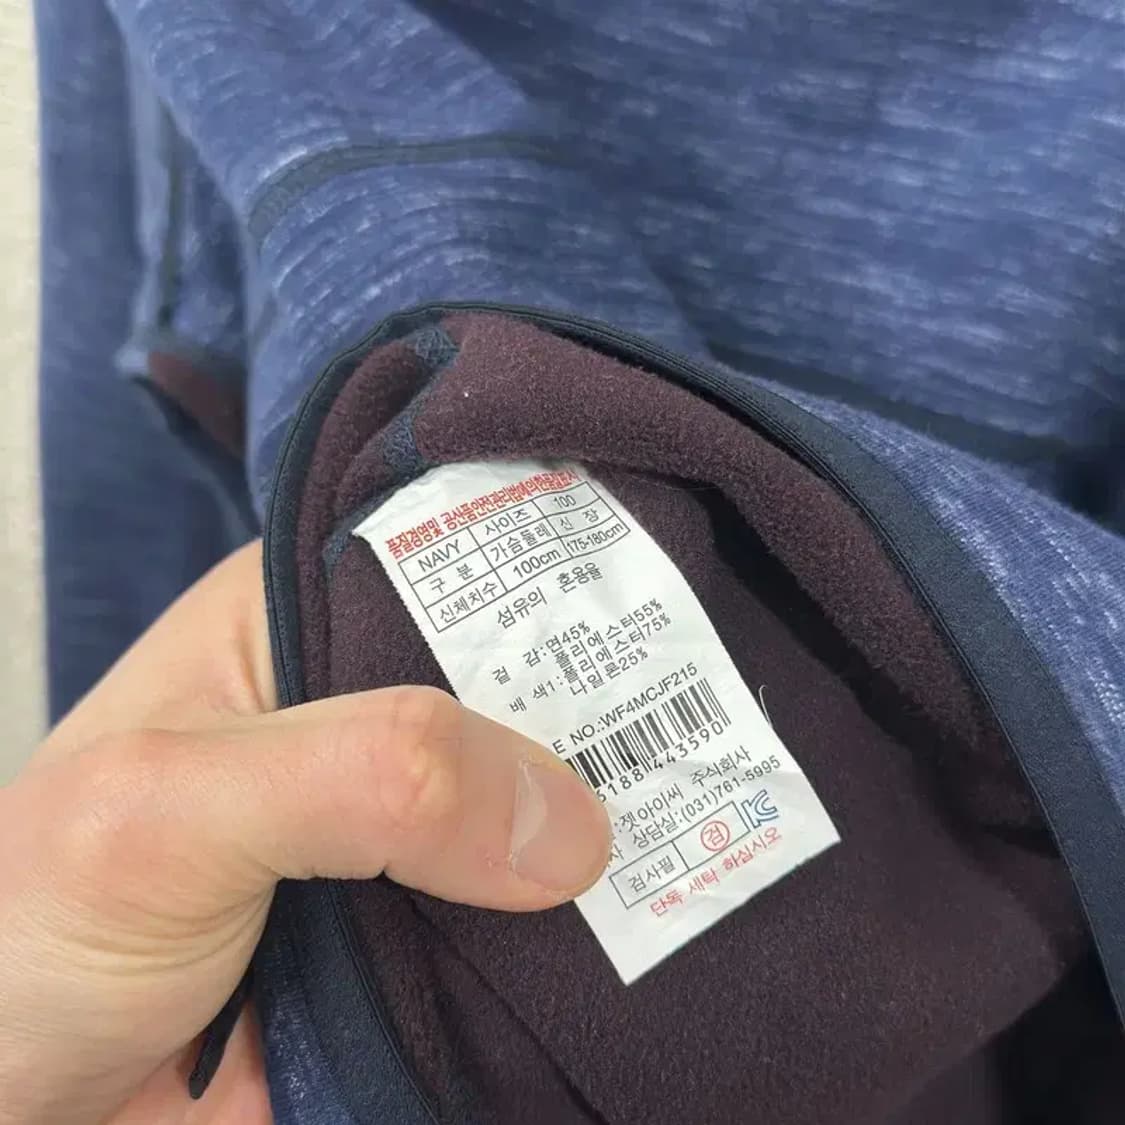 품질경영및 공산품안전관리법에의한품질표시
NAVY 사이즈 100
구 분 가슴둘레 신 장
신체치수 100cm 175-180cm
섬유의 혼용율
겉 감:면45%
폴리에스터55%
배 색1:폴리에스터75%
나일론25%
E NO.:WF4MCJF215
5188443590
:젯아이씨 주식회사
상담실:(031)761-5995
검사필 검
단독 세탁 하십시오